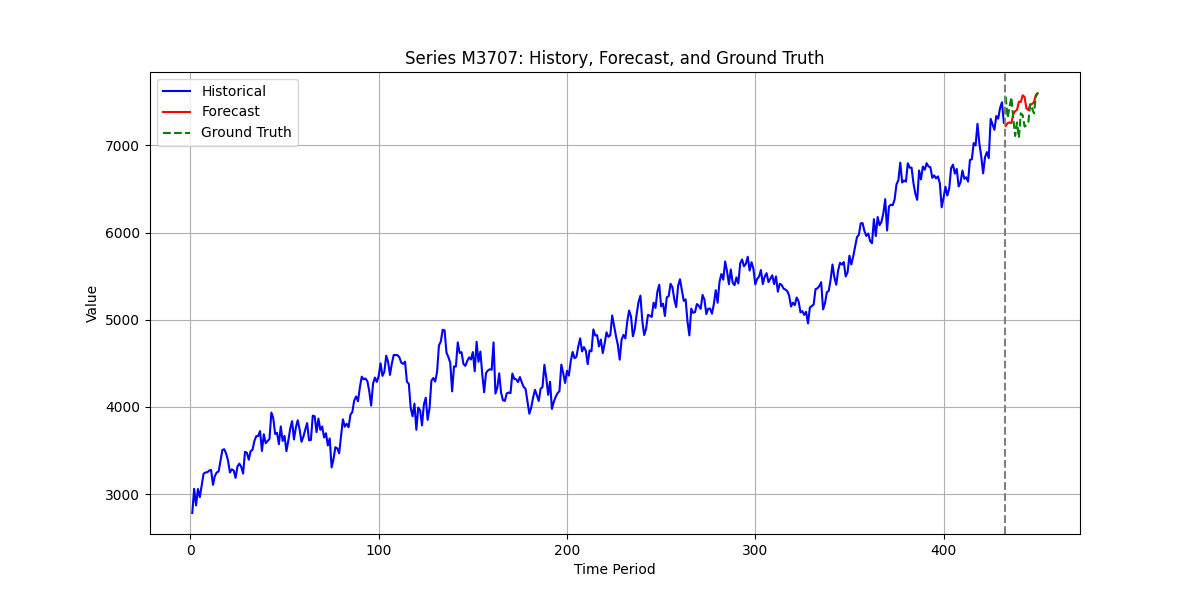 Series M3707: History, Forecast, and Ground Truth
Historical
Forecast
Ground Truth
Value
7000
6000
5000
4000
3000
0 100 200 300 400
Time Period